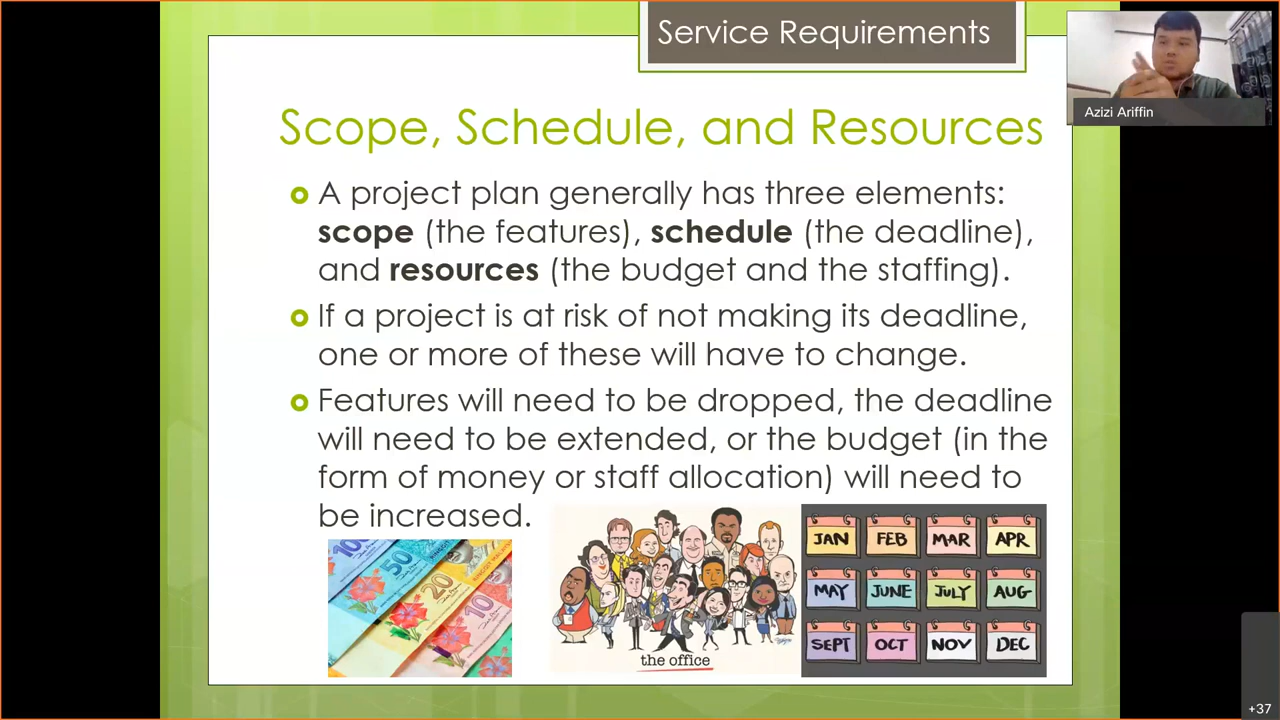 Service Requirements
Azizi Ariffin
Scope, Schedule, and Resources
A project plan generally has three elements:
scope (the features), schedule (the deadline),
and resources (the budget and the staffing).
If a project is at risk of not making its deadline,
one or more of these will have to change.
Features will need to be dropped, the deadline
will need to be extended, or the budget (in the
form of money or staff allocation) will need to
be increased.
100
50
20
10
the office
JAN FEB MAR APR
MAY JUNE JULY AUG
SEPT OCT NOV DEC
+37